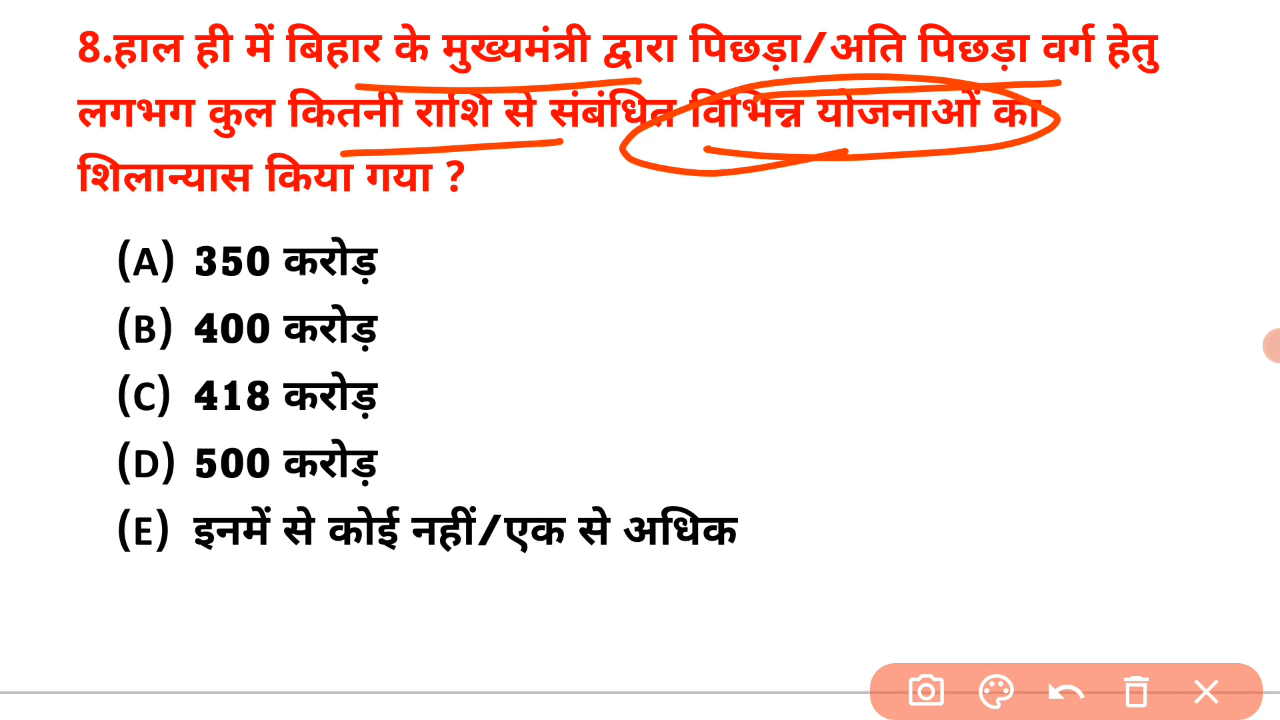 8.हाल ही में बिहार के मुख्यमंत्री द्वारा पिछड़ा/अति पिछड़ा वर्ग हेतु
लगभग कुल कितनी राशि से संबंधित विभिन्न योजनाओं का
शिलान्यास किया गया ?
(A) 350 करोड़
(B) 400 करोड़
(C) 418 करोड़
(D) 500 करोड़
(E) इनमें से कोई नहीं/एक से अधिक